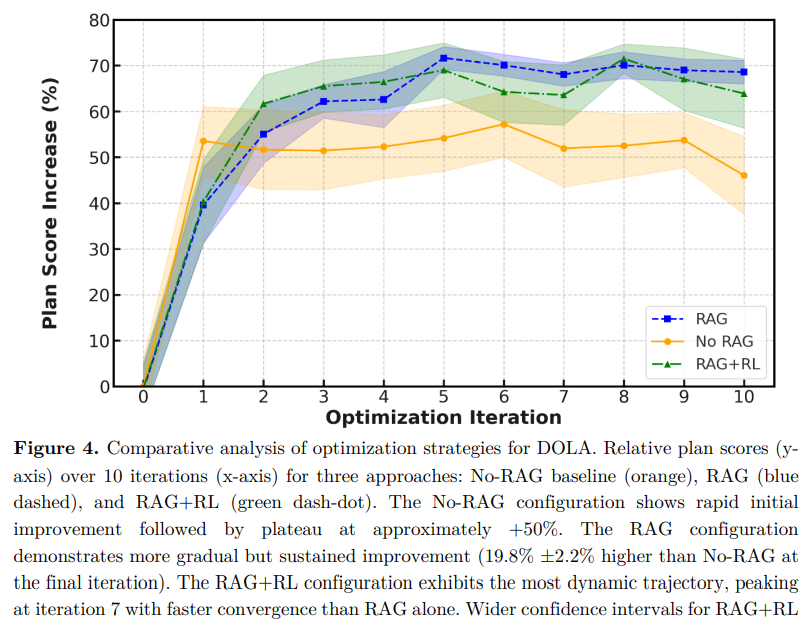 80
70
60
50
40
30
20
10
0
Plan Score Increase (%)
RAG
No RAG
RAG+RL
0 1 2 3 4 5 6 7 8 9 10
Optimization Iteration
Figure 4. Comparative analysis of optimization strategies for DOLA. Relative plan scores (y-
axis) over 10 iterations (x-axis) for three approaches: No-RAG baseline (orange), RAG (blue
dashed), and RAG+RL (green dash-dot). The No-RAG configuration shows rapid initial
improvement followed by plateau at approximately +50%. The RAG configuration
demonstrates more gradual but sustained improvement (19.8% ±2.2% higher than No-RAG at
the final iteration). The RAG+RL configuration exhibits the most dynamic trajectory, peaking
at iteration 7 with faster convergence than RAG alone. Wider confidence intervals for RAG+RL